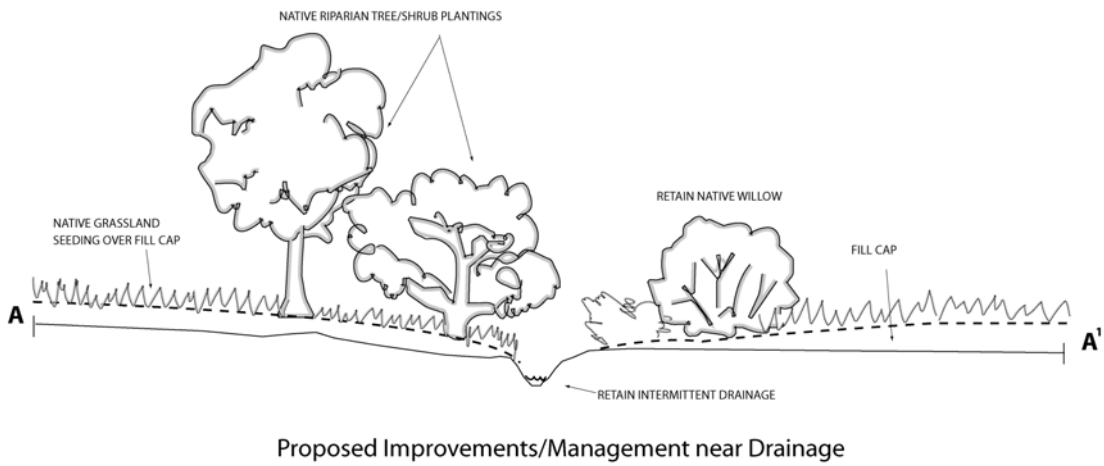 NATIVE RIPARIAN TREE/SHRUB PLANTINGS
RETAIN NATIVE WILLOW
NATIVE GRASSLAND
SEEDING OVER FILL CAP
FILL CAP
A
A¹
RETAIN INTERMITTENT DRAINAGE
Proposed Improvements/Management near Drainage